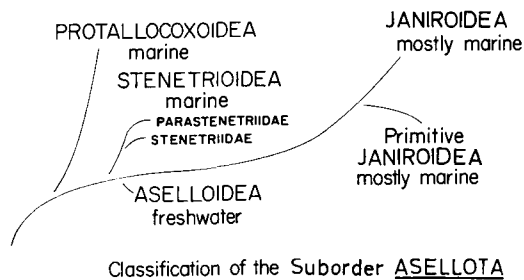 PROTALLOCOXOIDEA
marine
STENETRIOIDEA
marine
PARASTENETRIIDAE
STENETRIIDAE
ASELLOIDEA
freshwater
JANIROIDEA
mostly marine
Primitive
JANIROIDEA
mostly marine
Classification of the Suborder ASELLOTA